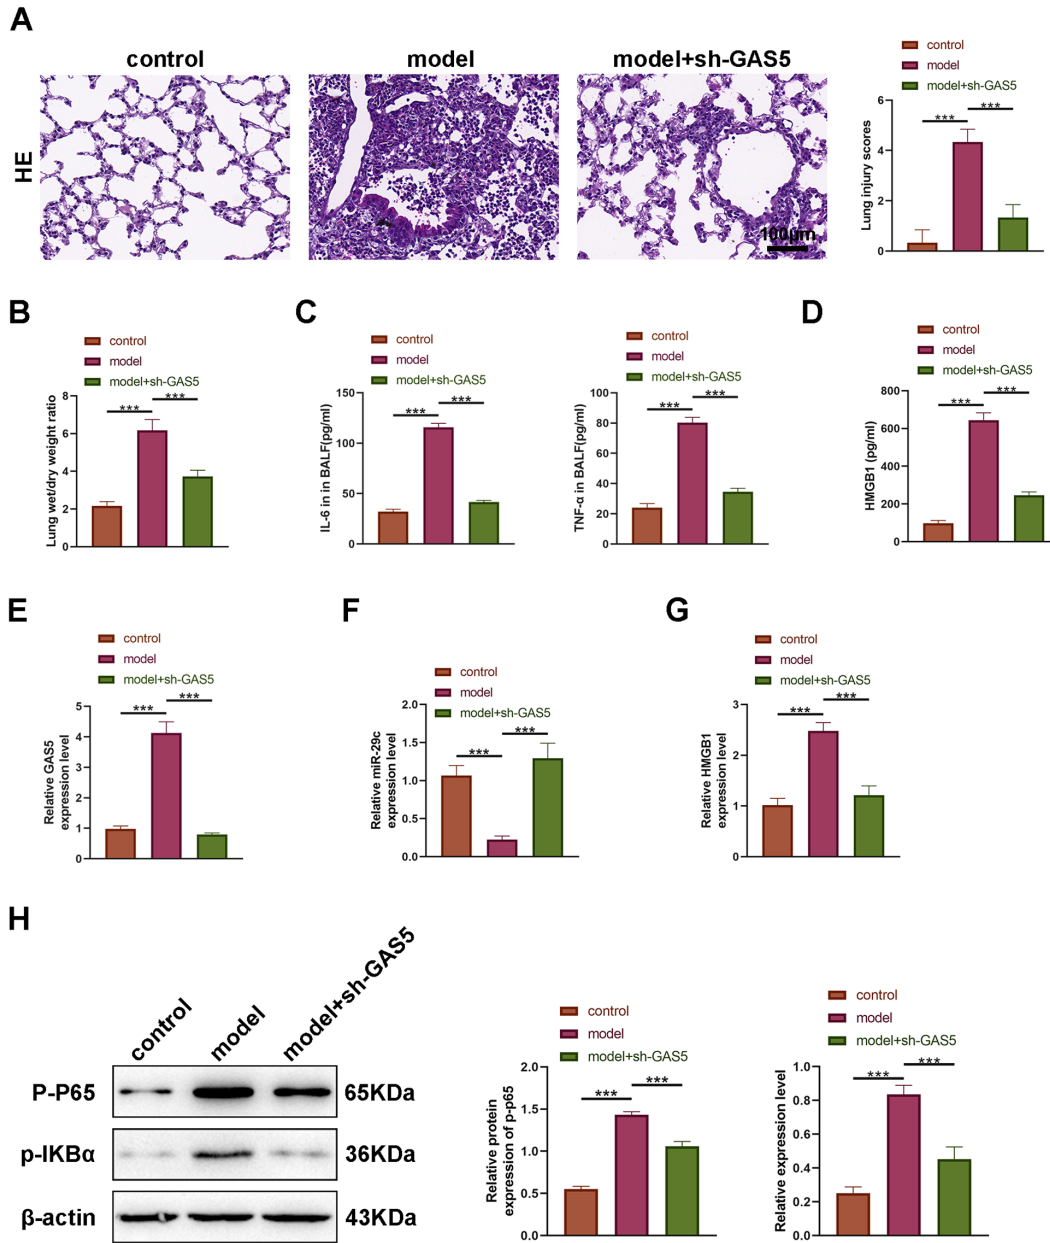 A
control
model
model+sh-GAS5
HE
100μm
control
model
model+sh-GAS5
Lung injury scores
6
4
2
0
***
***
B
control
model
model+sh-GAS5
Lung wet/dry weight ratio
8
6
4
2
0
***
***
C
control
model
model+sh-GAS5
IL-6 in in BALF(pg/ml)
150
100
50
0
***
***
control
model
model+sh-GAS5
TNF-α in BALF(pg/ml)
100
80
60
40
20
0
***
***
D
control
model
model+sh-GAS5
HMGB1 (pg/ml)
800
600
400
200
0
***
***
E
control
model
model+sh-GAS5
Relative GAS5
expression level
5
4
3
2
1
0
***
***
F
control
model
model+sh-GAS5
Relative miR-29c
expression level
2.0
1.5
1.0
0.5
0.0
***
***
G
control
model
model+sh-GAS5
Relative HMGB1
expression level
3
2
1
0
***
***
H
control
model
model+sh-GAS5
P-P65
65KDa
p-IKBα
36KDa
β-actin
43KDa
control
model
model+sh-GAS5
Relative protein
expression of p-p65
2.0
1.5
1.0
0.5
0.0
***
***
control
model
model+sh-GAS5
Relative expression level
1.0
0.8
0.6
0.4
0.2
0.0
***
***